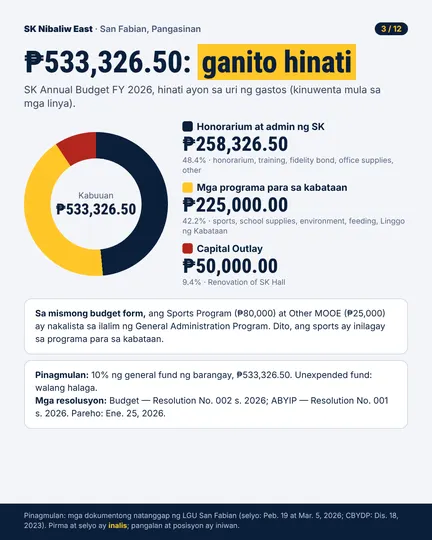 SK Nibaliw East · San Fabian, Pangasinan
3 / 12
₱533,326.50: ganito hinati
SK Annual Budget FY 2026, hinati ayon sa uri ng gastos (kinuwenta mula sa
mga linya).
Kabuuan
₱533,326.50
Honorarium at admin ng SK
₱258,326.50
48.4% · honorarium, training, fidelity bond, office supplies,
other
Mga programa para sa kabataan
₱225,000.00
42.2% · sports, school supplies, environment, feeding, Linggo
ng Kabataan
Capital Outlay
₱50,000.00
9.4% · Renovation of SK Hall
Sa mismong budget form, ang Sports Program (₱80,000) at Other MOOE (₱25,000)
ay nakalista sa ilalim ng General Administration Program. Dito, ang sports ay inilagay
sa programa para sa kabataan.
Pinagmulan: 10% ng general fund ng barangay, ₱533,326.50. Unexpended fund:
walang halaga.
Mga resolusyon: Budget — Resolution No. 002 s. 2026; ABYIP — Resolution No. 001
s. 2026. Pareho: Ene. 25, 2026.
Pinagmulan: mga dokumentong natanggap ng LGU San Fabian (selyo: Peb. 19 at Mar. 5, 2026; CBYDP: Dis. 18,
2023). Pirma at selyo ay inalis; pangalan at posisyon ay iniwan.